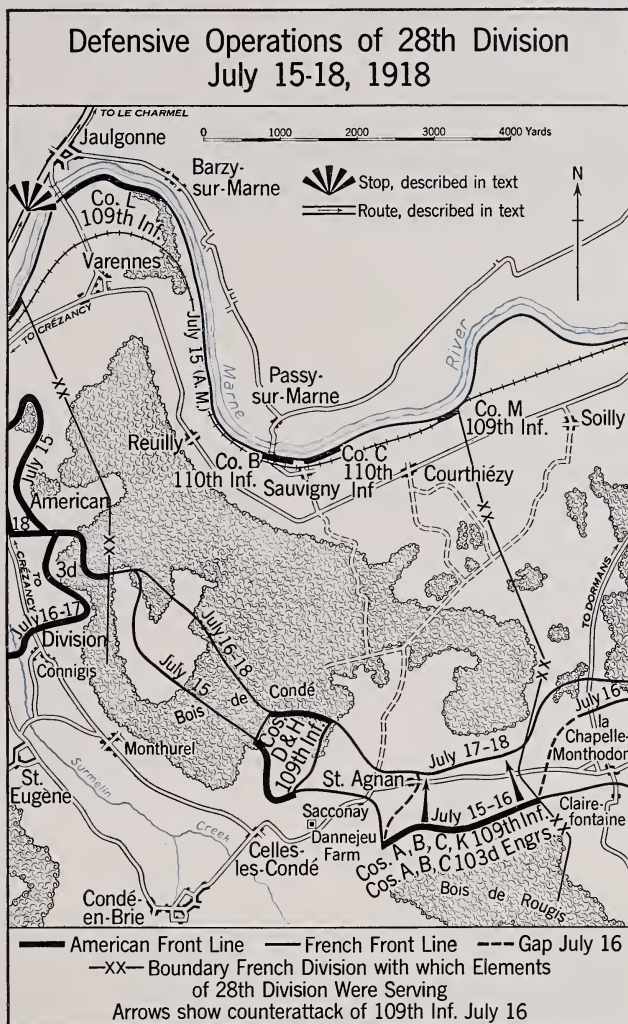 Defensive Operations of 28th Division
July 15-18, 1918
TO LE CHARMEL
0 1000 2000 3000 4000 Yards
Jaulgonne
Barzy-
sur-Marne
Stop, described in text
Route, described in text
N
Co. L
109th Inf.
Varennes
TO CRÉZANCY
July 15 (A.M.)
Marne
River
Passy-
sur-Marne
Co. M
109th Inf.
Soilly
Reuilly
Co. B
110th Inf.
Co. C
110th
Inf
Sauvigny
Courthiézy
XX
XX
July 15
American
18
XX
3d
TO
CRÉZANCY
July 16-17
Division
TO DORMANS
July 16-18
July 15
Bois de Condé
XX
July 16
Connigis
Cos. G
& H.
109th Inf.
July 17-18
la
Chapelle-
Monthodon
Monthurel
St. Agnan
St.
Eugène
Surmelin
Creek
Sacconay
Dannejeu
Farm
July 15-16
Claire-
fontaine
Celles-
les-Condé
Cos. A, B, C, K 109th Inf.
Cos. A, B, C 103d Engrs.
XX
Bois de Rougis
Condé-
en-Brie
American Front Line French Front Line Gap July 16
XX Boundary French Division with which Elements
of 28th Division Were Serving
Arrows show counterattack of 109th Inf. July 16